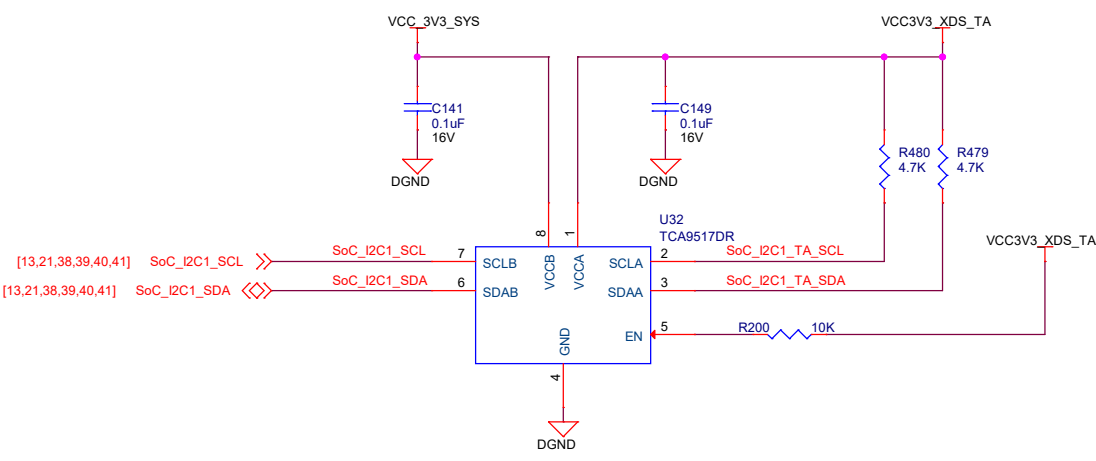 VCC_3V3_SYS
VCC3V3_XDS_TA
C141
0.1uF
16V
C149
0.1uF
16V
R480
4.7K
R479
4.7K
DGND
DGND
U32
TCA9517DR
8
1
VCC3V3_XDS_TA
[13,21,38,39,40,41] SoC_I2C1_SCL
SoC_I2C1_SCL
7
SCLB
VCCB
VCCA
SCLA
2
SoC_I2C1_TA_SCL
[13,21,38,39,40,41] SoC_I2C1_SDA
SoC_I2C1_SDA
6
SDAB
SDAA
3
SoC_I2C1_TA_SDA
GND
EN
5
R200
10K
4
DGND